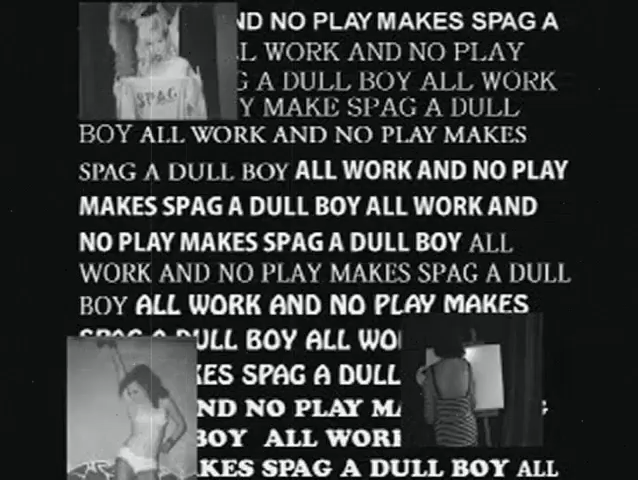 ND NO PLAY MAKES SPAG A
L WORK AND NO PLAY
SPAG
G A DULL BOY ALL WORK
Y MAKE SPAG A DULL
BOY ALL WORK AND NO PLAY MAKES
SPAG A DULL BOY ALL WORK AND NO PLAY
MAKES SPAG A DULL BOY ALL WORK AND
NO PLAY MAKES SPAG A DULL BOY ALL
WORK AND NO PLAY MAKES SPAG A DULL
BOY ALL WORK AND NO PLAY MAKES
SPAG A DULL BOY ALL WO
KES SPAG A DULL
ND NO PLAY MA
BOY ALL WORK
KES SPAG A DULL BOY ALL